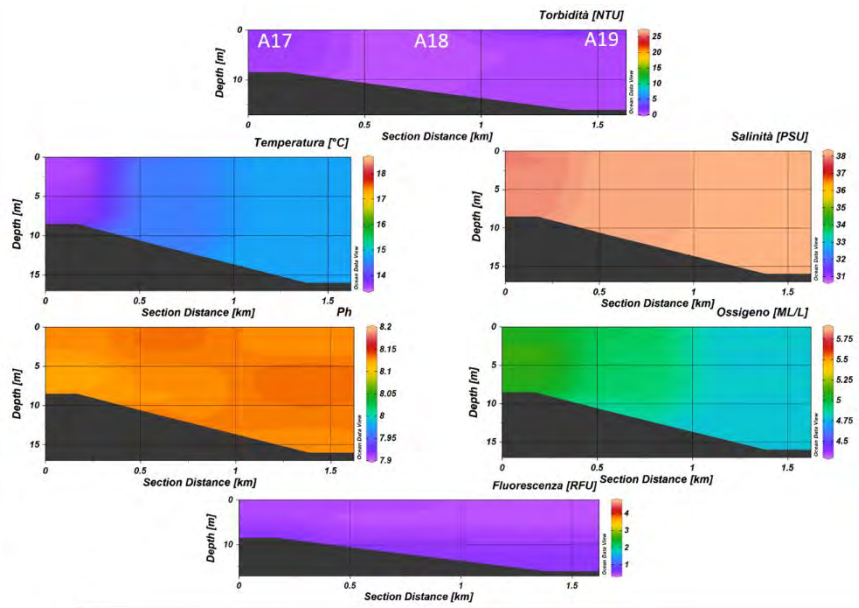 Torbidità [NTU]
A17 A18 A19
Depth [m]
0
10
0 0.5 1 1.5
Section Distance [km]
25
20
15
10
5
0
Ocean Data View
Temperatura [°C]
Depth [m]
0
5
10
15
0 0.5 1 1.5
Section Distance [km]
18
17
16
15
14
Ocean Data View
Salinità [PSU]
Depth [m]
0
5
10
15
0 0.5 1 1.5
Section Distance [km]
38
37
36
35
34
33
32
31
Ocean Data View
Ph
Depth [m]
0
5
10
15
0 0.5 1 1.5
Section Distance [km]
8.2
8.15
8.1
8.05
8
7.95
7.9
Ocean Data View
Ossigeno [ML/L]
Depth [m]
0
5
10
15
0 0.5 1 1.5
Section Distance [km]
5.75
5.5
5.25
5
4.75
4.5
Ocean Data View
Fluorescenza [RFU]
Depth [m]
0
10
0 0.5 1 1.5
Section Distance [km]
4
3
2
1
Ocean Data View